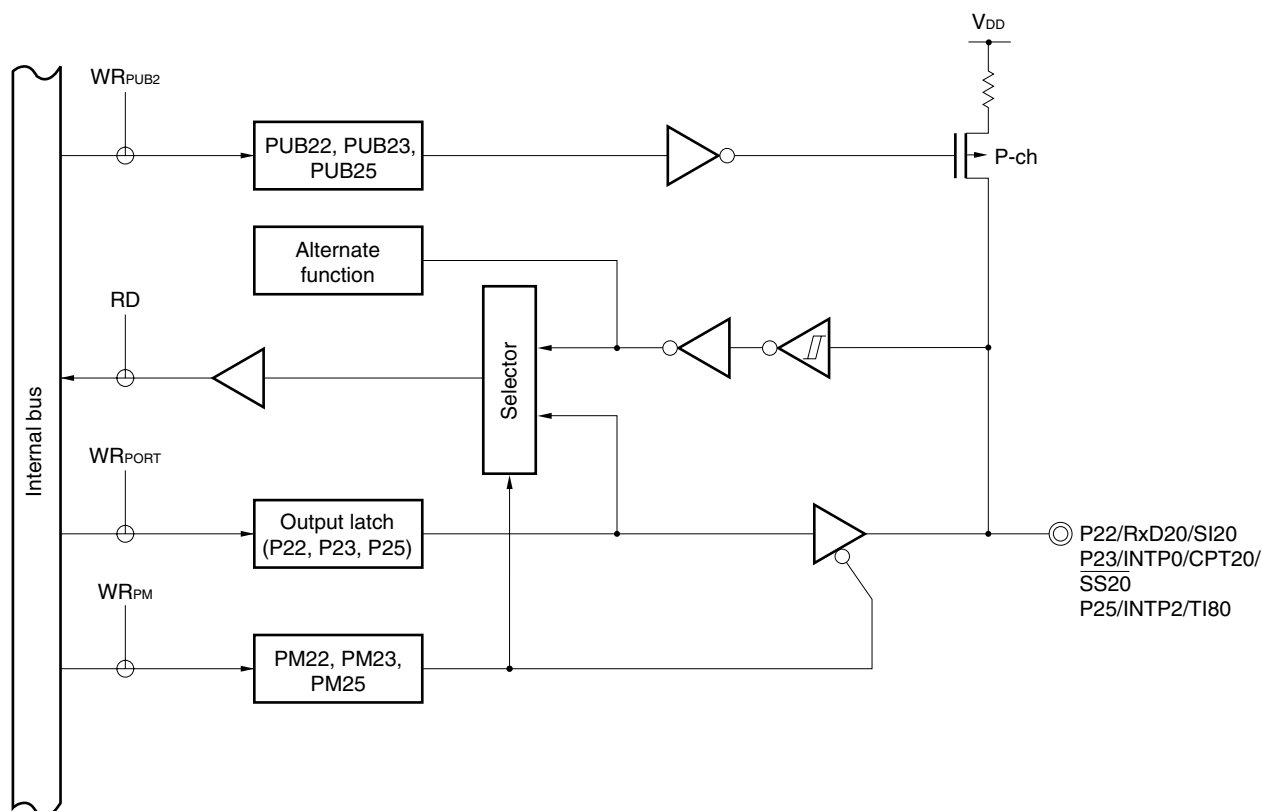 VDD
WRPUB2
PUB22, PUB23,
PUB25
P-ch
Alternate
function
RD
Selector
Internal bus
WRPORT
Output latch
(P22, P23, P25)
P22/RxD20/SI20
P23/INTP0/CPT20/
SS20
P25/INTP2/TI80
WRPM
PM22, PM23,
PM25